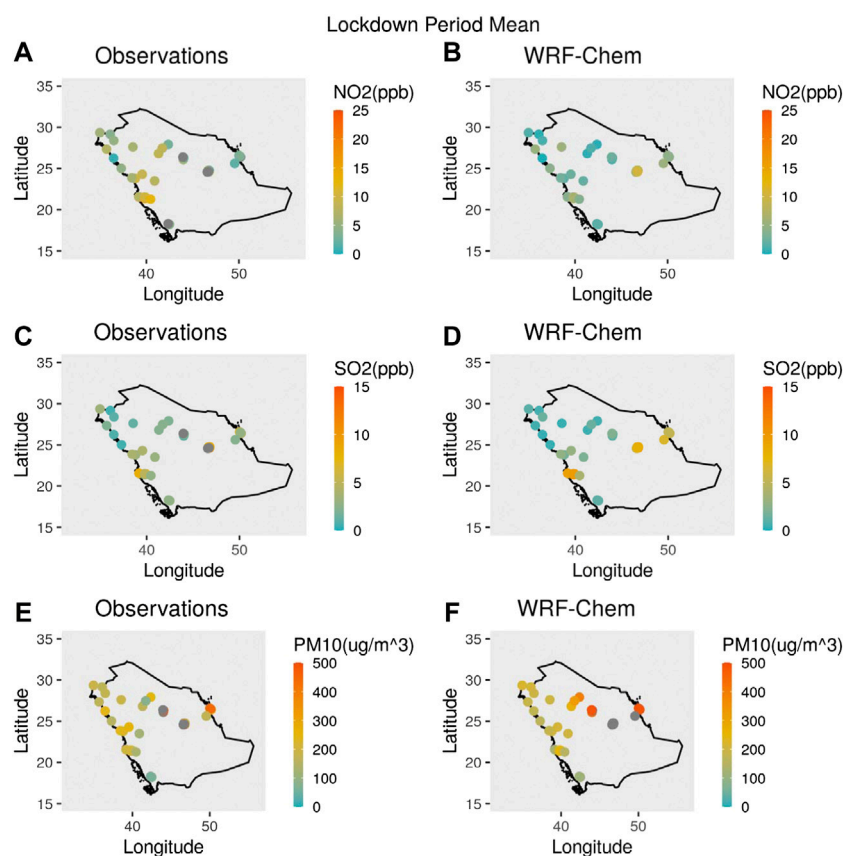 Lockdown Period Mean
A Observations
B WRF-Chem
NO2(ppb)
25
20
15
10
5
0
35
30
25
20
15
Latitude
40 50
Longitude
NO2(ppb)
25
20
15
10
5
0
35
30
25
20
15
Latitude
40 50
Longitude
C Observations
D WRF-Chem
SO2(ppb)
15
10
5
0
35
30
25
20
15
Latitude
40 50
Longitude
SO2(ppb)
15
10
5
0
35
30
25
20
15
Latitude
40 50
Longitude
E Observations
F WRF-Chem
PM10(ug/m^3)
500
400
300
200
100
0
35
30
25
20
15
Latitude
40 50
Longitude
PM10(ug/m^3)
500
400
300
200
100
0
35
30
25
20
15
Latitude
40 50
Longitude